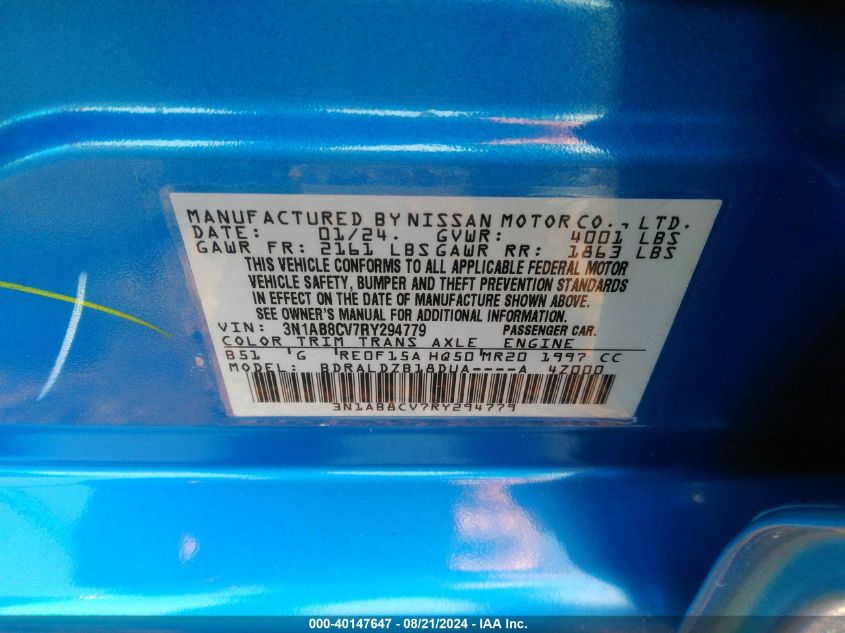 MANUFACTURED BY NISSAN MOTOR CO., LTD.
DATE: 01/24. GVWR: 4001 LBS
GAWR FR: 2161 LBS GAWR RR: 1863 LBS
THIS VEHICLE CONFORMS TO ALL APPLICABLE FEDERAL MOTOR
VEHICLE SAFETY, BUMPER AND THEFT PREVENTION STANDARDS
IN EFFECT ON THE DATE OF MANUFACTURE SHOWN ABOVE.
SEE OWNER'S MANUAL FOR ADDITIONAL INFORMATION.
VIN: 3N1AB8CV7RY294779 PASSENGER CAR.
COLOR TRIM TRANS AXLE ENGINE
B51 G RE0F15A HQ50 MR20 1997 CC
MODEL: BDRALDZB18DUA----A 47000
3N1AB8CV7RY294779
000-40147647 - 08/21/2024 - IAA Inc.